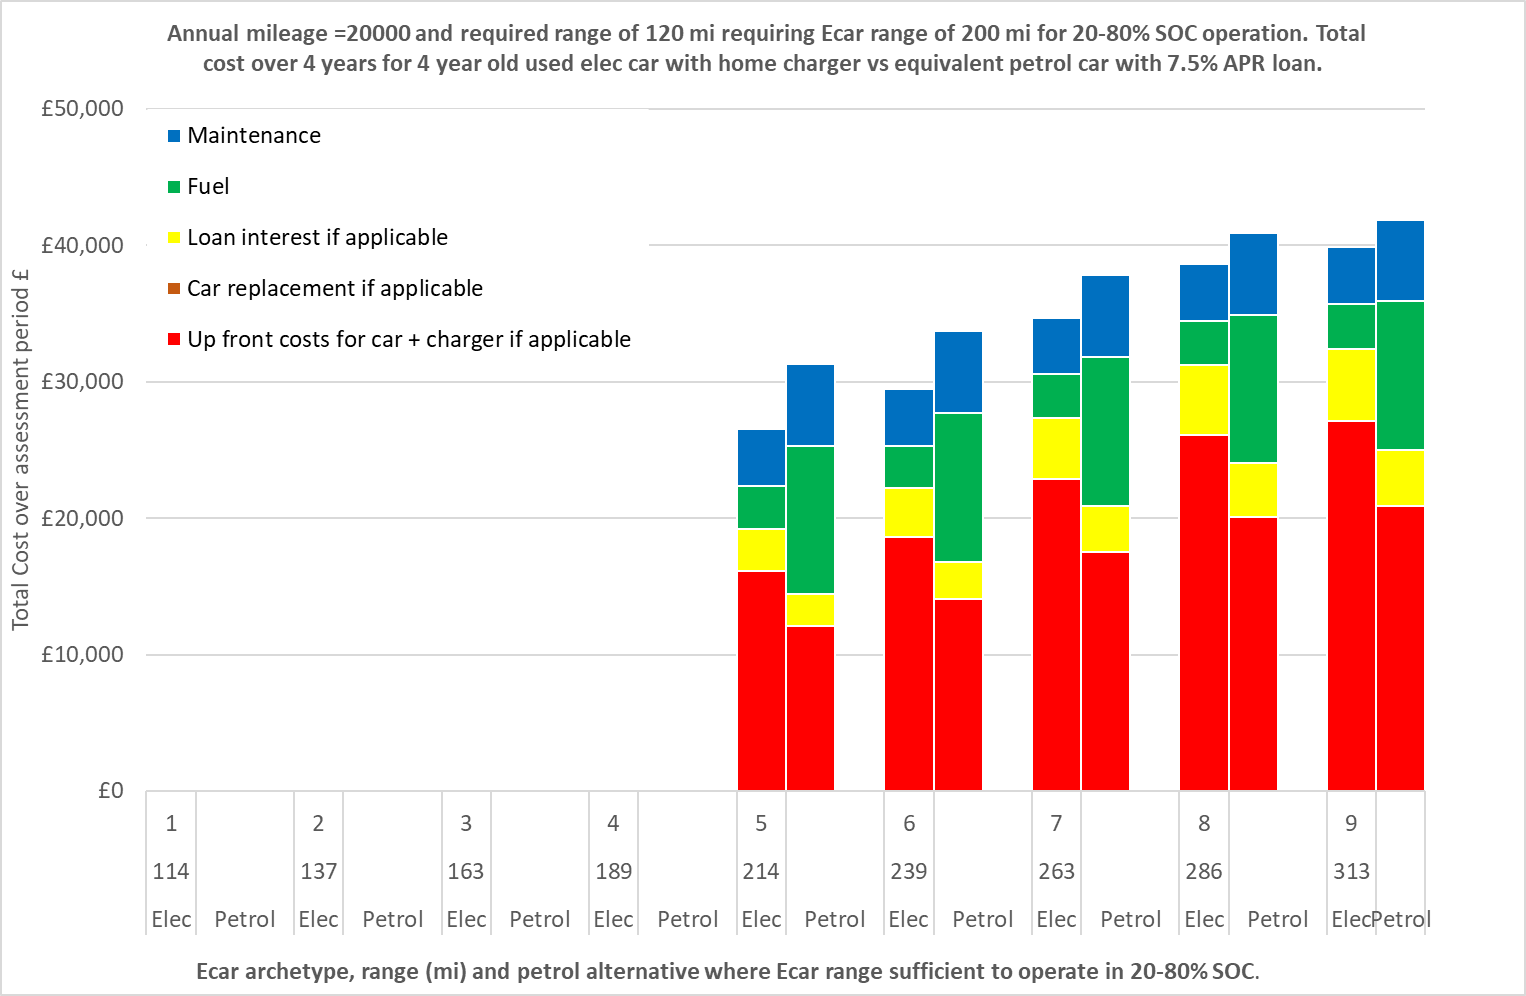 Annual mileage =20000 and required range of 120 mi requiring Ecar range of 200 mi for 20-80% SOC operation. Total
cost over 4 years for 4 year old used elec car with home charger vs equivalent petrol car with 7.5% APR loan.
£50,000
Maintenance
Fuel
Loan interest if applicable
Car replacement if applicable
Up front costs for car + charger if applicable
£40,000
£30,000
£20,000
£10,000
£0
Total Cost over assessment period £
1 2 3 4 5 6 7 8 9
114 137 163 189 214 239 263 286 313
Elec Petrol Elec Petrol Elec Petrol Elec Petrol Elec Petrol Elec Petrol Elec Petrol Elec Petrol Elec Petrol
Ecar archetype, range (mi) and petrol alternative where Ecar range sufficient to operate in 20-80% SOC.